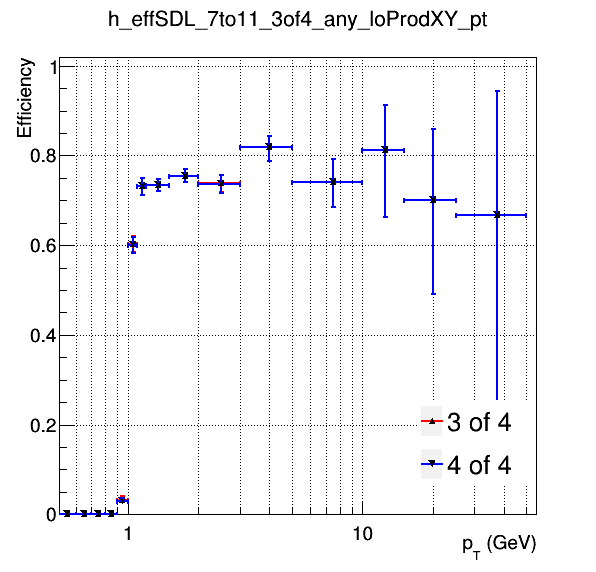 h_effSDL_7to11_3of4_any_loProdXY_pt
Efficiency
1
0.8
0.6
0.4
0.2
0
3 of 4
4 of 4
1
10
p_T (GeV)